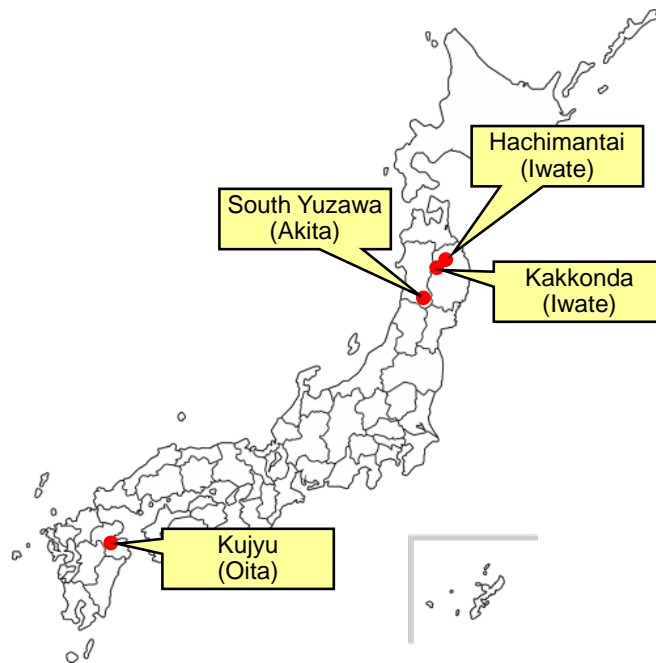 Hachimantai
(Iwate)
South Yuzawa
(Akita)
Kakkonda
(Iwate)
Kujyu
(Oita)